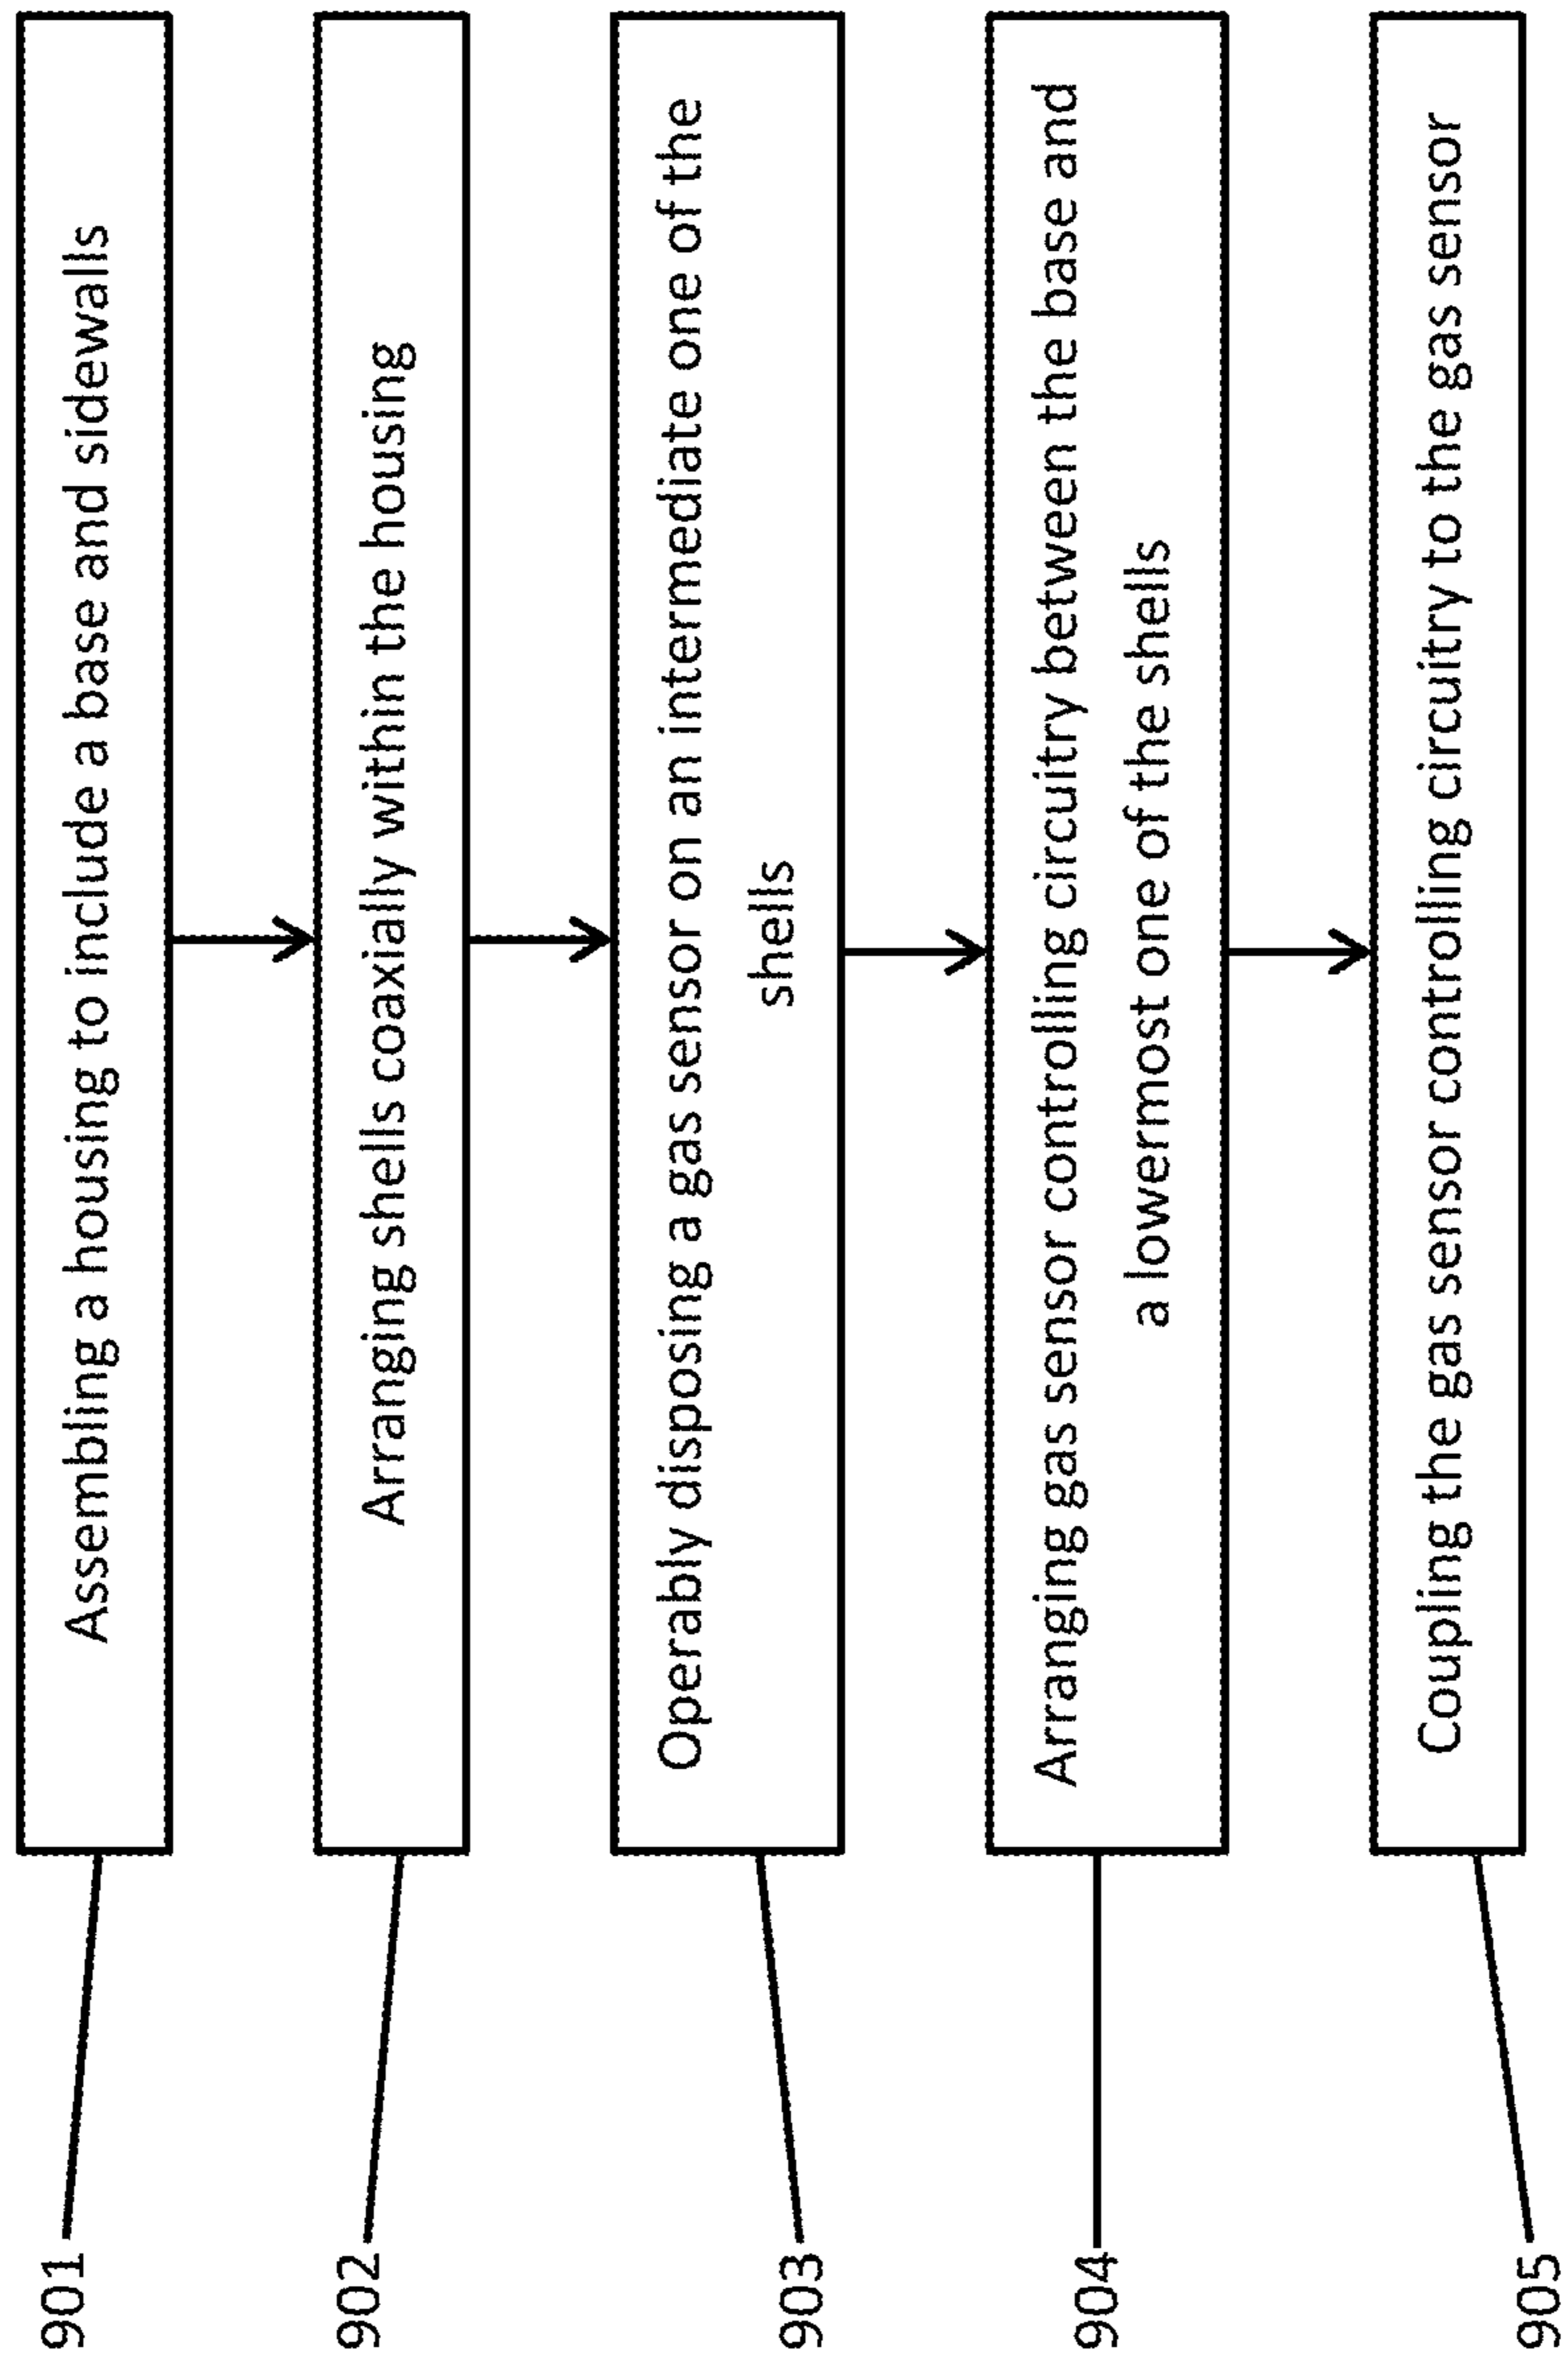 901
Assembling a housing to include a base and sidewalls
902
Arranging shells coaxially within the housing
903
Operably disposing a gas sensor on an intermediate one of the
shells
904
Arranging gas sensor controlling circuitry between the base and
a lowermost one of the shells
905
Coupling the gas sensor controlling circuitry to the gas sensor